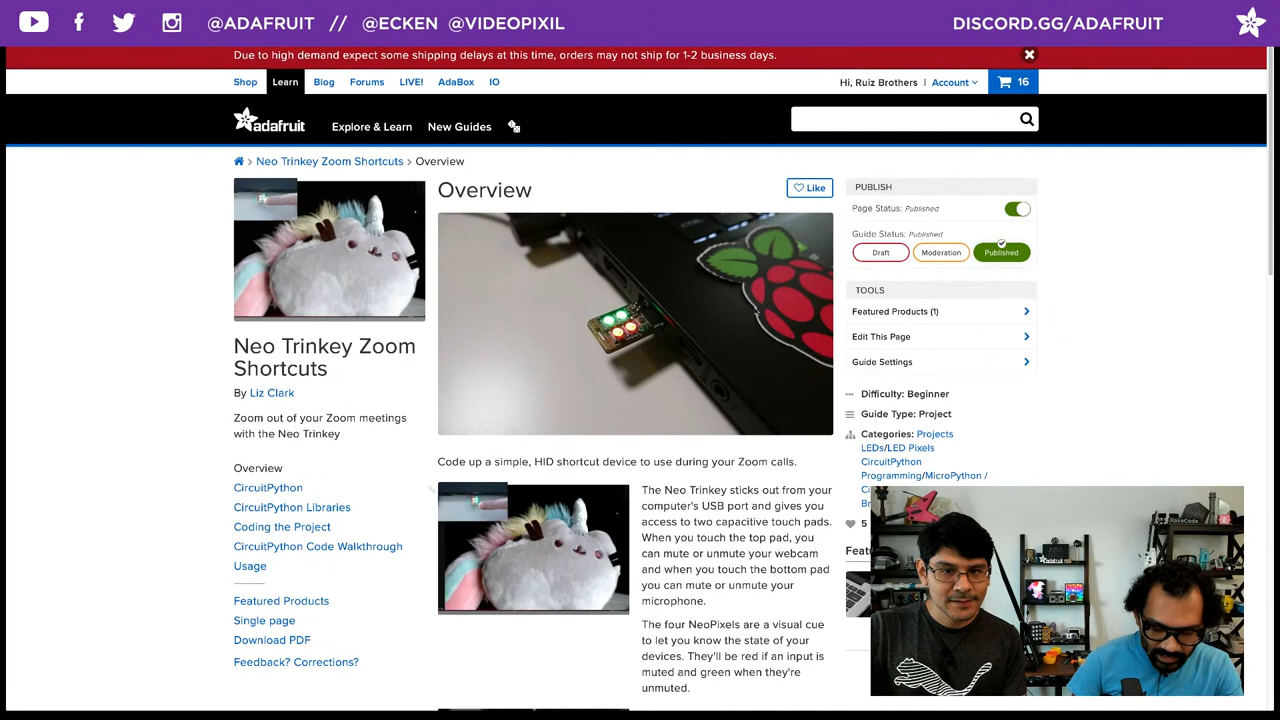 @ADAFRUIT // @ECKEN @VIDEOPIXIL
DISCORD.GG/ADAFRUIT
Due to high demand expect some shipping delays at this time, orders may not ship for 1-2 business days.
Shop Learn Blog Forums LIVE! AdaBox IO
Hi, Ruiz Brothers | Account 16
adafruit Explore & Learn New Guides
Neo Trinkey Zoom Shortcuts > Overview
Overview
Like
Neo Trinkey Zoom
Shortcuts
By Liz Clark
Zoom out of your Zoom meetings
with the Neo Trinkey
Overview
CircuitPython
CircuitPython Libraries
Coding the Project
CircuitPython Code Walkthrough
Usage
Featured Products
Single page
Download PDF
Feedback? Corrections?
Code up a simple, HID shortcut device to use during your Zoom calls.
The Neo Trinkey sticks out from your
computer's USB port and gives you
access to two capacitive touch pads.
When you touch the top pad, you
can mute or unmute your webcam
and when you touch the bottom pad
you can mute or unmute your
microphone.
The four NeoPixels are a visual cue
to let you know the state of your
devices. They'll be red if an input is
muted and green when they're
unmuted.
PUBLISH
Page Status: Published
Guide Status: Published
Draft Moderation Published
TOOLS
Featured Products (1)
Edit This Page
Guide Settings
Difficulty: Beginner
Guide Type: Project
Categories: Projects
LEDs/LED Pixels
CircuitPython
Programming/MicroPython /
5
MakeCode
ADA
adafruit